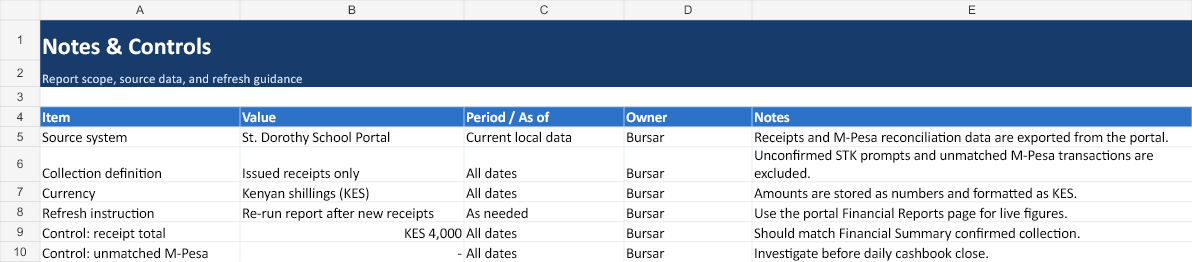 A B C D E
1 Notes & Controls
2 Report scope, source data, and refresh guidance
3
4 Item Value Period / As of Owner Notes
5 Source system St. Dorothy School Portal Current local data Bursar Receipts and M-Pesa reconciliation data are exported from the portal.
Unconfirmed STK prompts and unmatched M-Pesa transactions are
6 Collection definition Issued receipts only All dates Bursar excluded.
7 Currency Kenyan shillings (KES) All dates Bursar Amounts are stored as numbers and formatted as KES.
8 Refresh instruction Re-run report after new receipts As needed Bursar Use the portal Financial Reports page for live figures.
9 Control: receipt total KES 4,000 All dates Bursar Should match Financial Summary confirmed collection.
10 Control: unmatched M-Pesa - All dates Bursar Investigate before daily cashbook close.